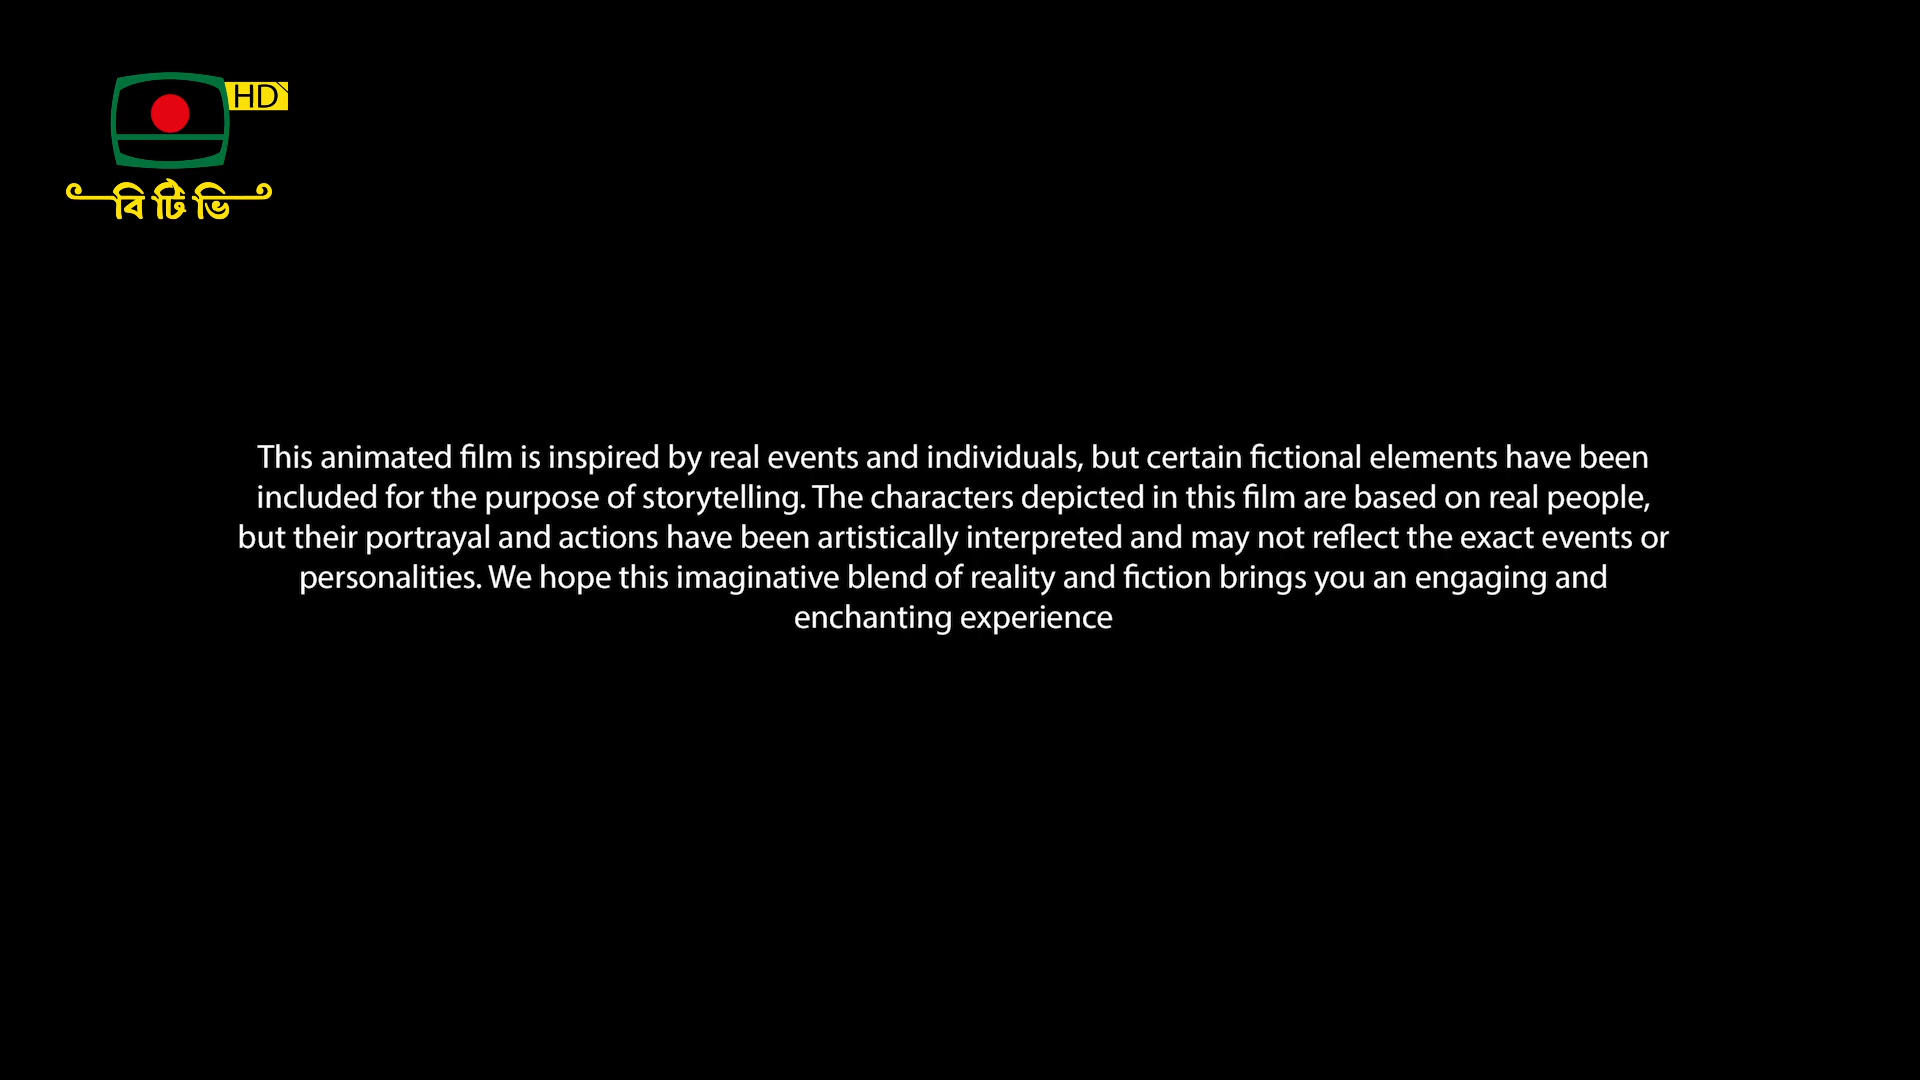 HD
বি টি ভি
This animated film is inspired by real events and individuals, but certain fictional elements have been
included for the purpose of storytelling. The characters depicted in this film are based on real people,
but their portrayal and actions have been artistically interpreted and may not reflect the exact events or
personalities. We hope this imaginative blend of reality and fiction brings you an engaging and
enchanting experience